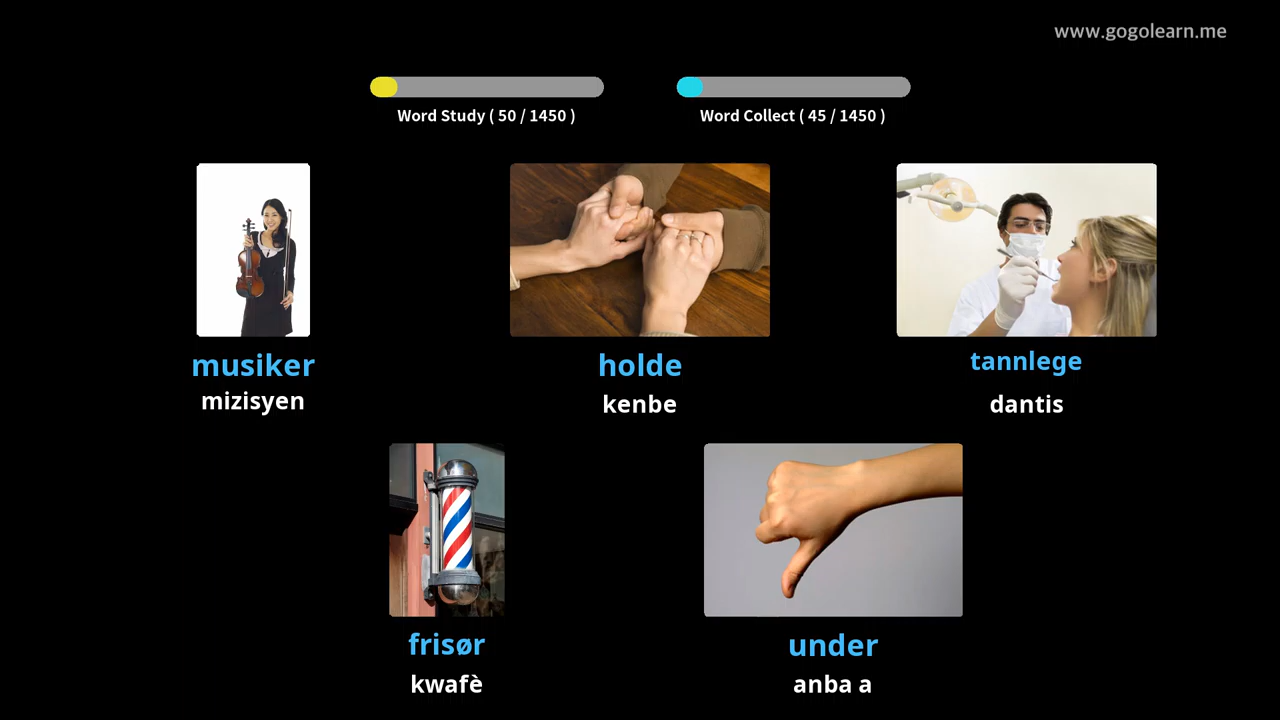 www.gogolearn.me
Word Study ( 50 / 1450 )
Word Collect ( 45 / 1450 )
musiker
mizisyen
holde
kenbe
tannlege
dantis
frisør
kwafè
under
anba a